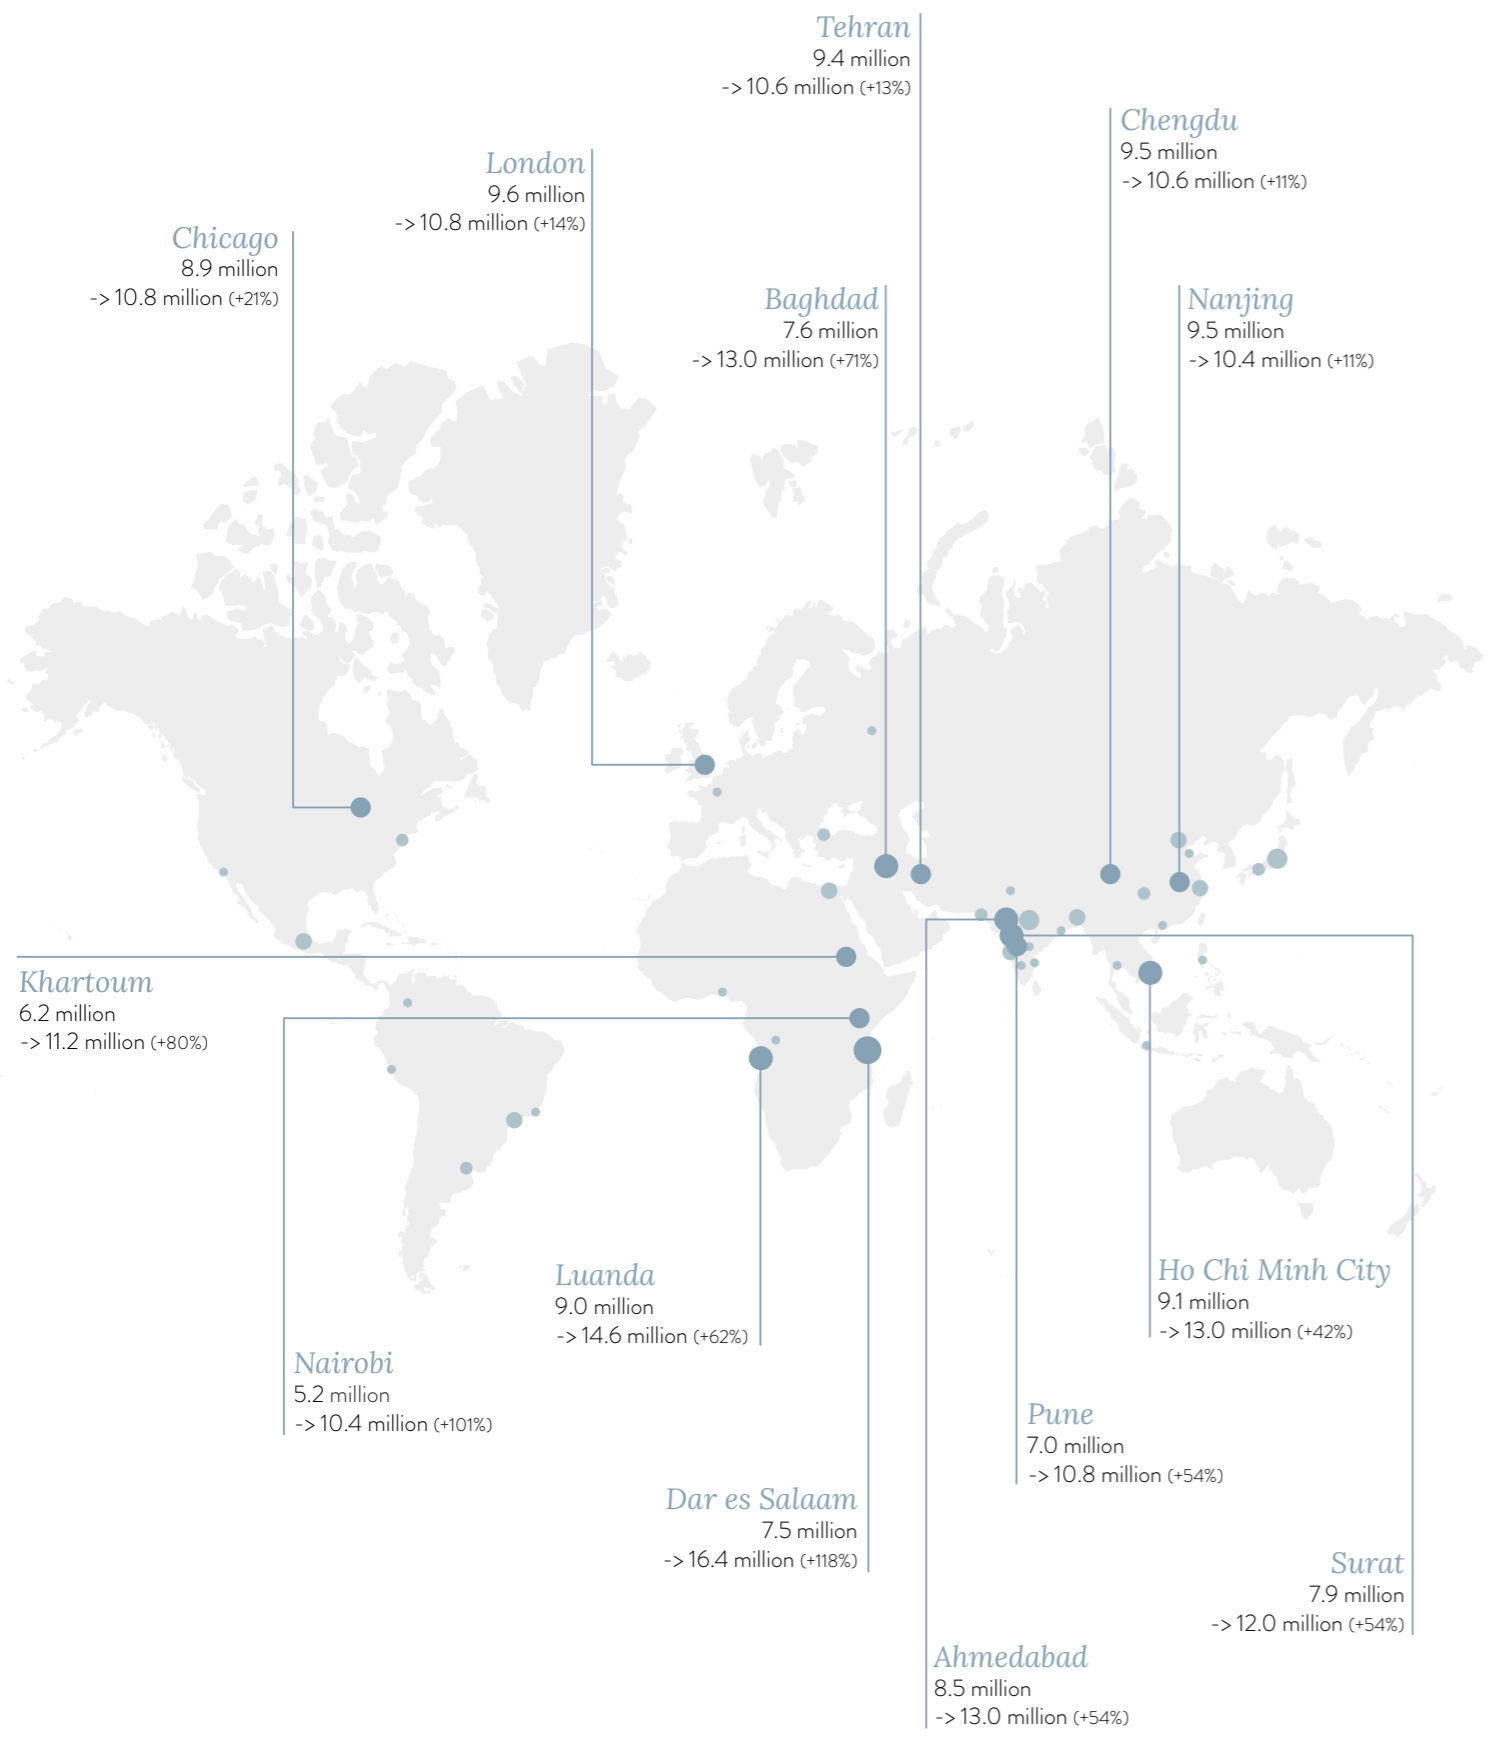 Tehran
9.4 million
-> 10.6 million (+13%)
Chengdu
9.5 million
-> 10.6 million (+11%)
London
9.6 million
-> 10.8 million (+14%)
Chicago
8.9 million
-> 10.8 million (+21%)
Baghdad
7.6 million
-> 13.0 million (+71%)
Nanjing
9.5 million
-> 10.4 million (+11%)
Khartoum
6.2 million
-> 11.2 million (+80%)
Luanda
9.0 million
-> 14.6 million (+62%)
Ho Chi Minh City
9.1 million
-> 13.0 million (+42%)
Nairobi
5.2 million
-> 10.4 million (+101%)
Pune
7.0 million
-> 10.8 million (+54%)
Dar es Salaam
7.5 million
-> 16.4 million (+118%)
Surat
7.9 million
-> 12.0 million (+54%)
Ahmedabad
8.5 million
-> 13.0 million (+54%)